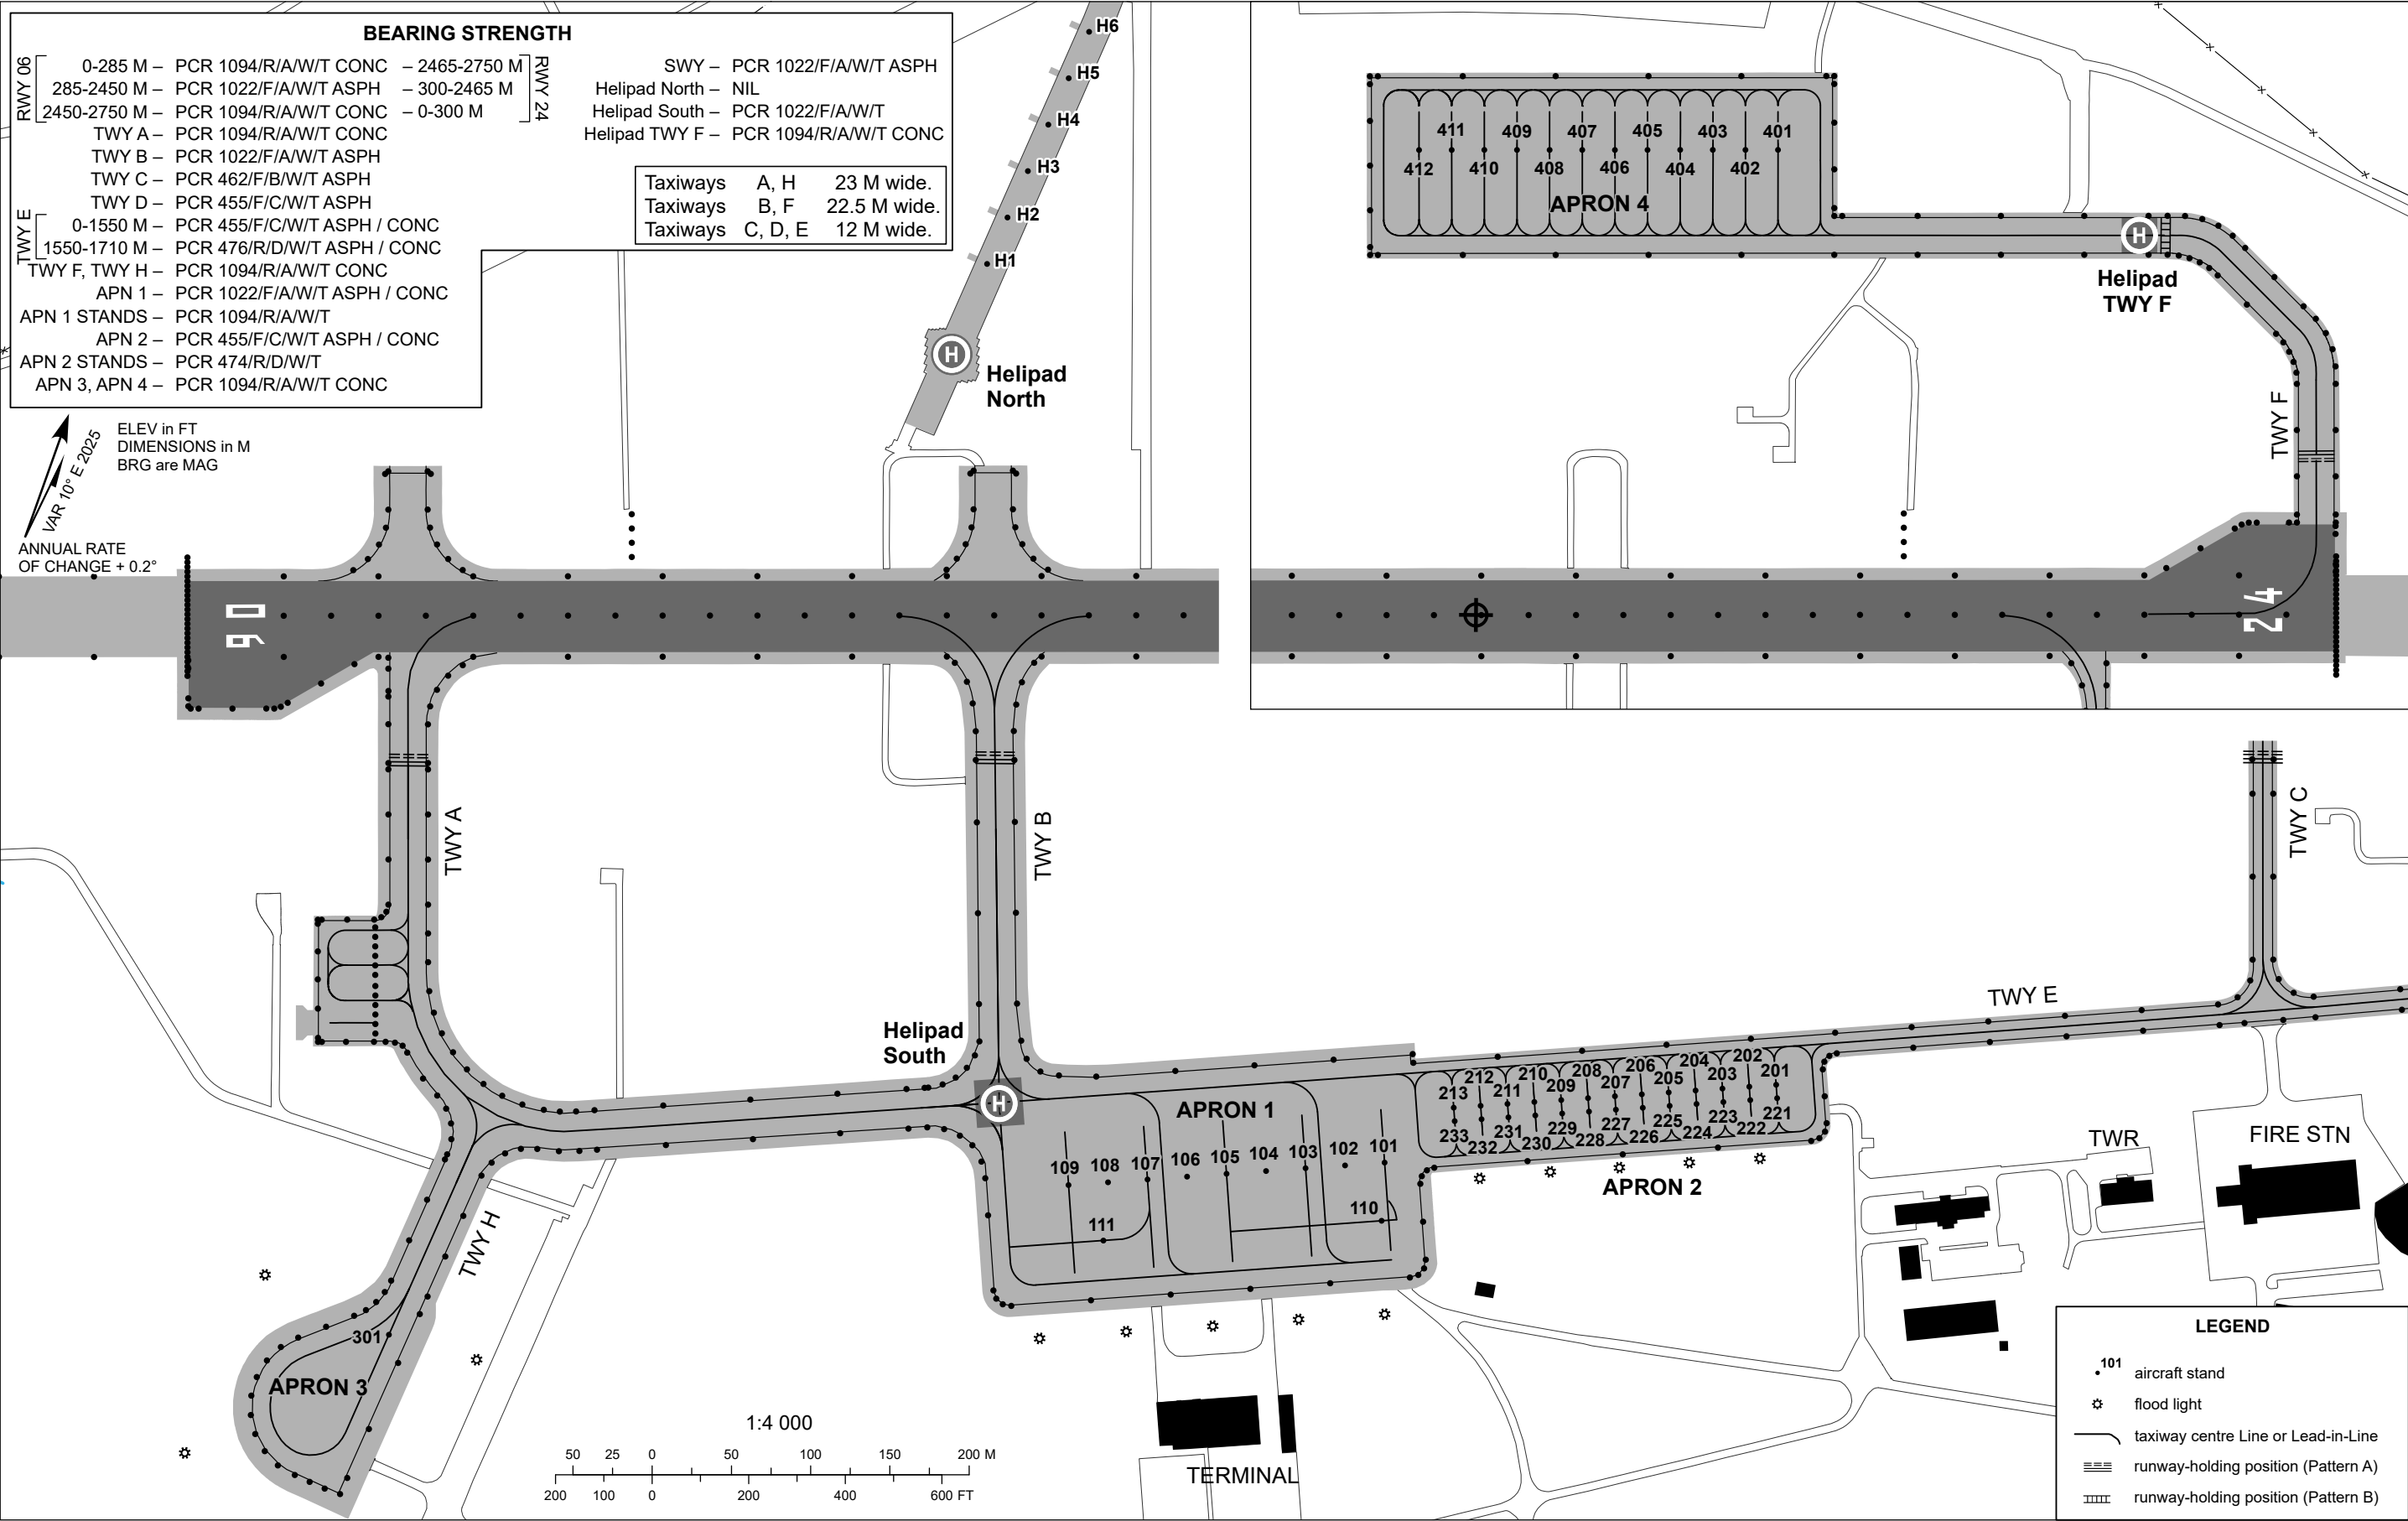 BEARING STRENGTH
RWY 06
0-285 M – PCR 1094/R/A/W/T CONC – 2465-2750 M
285-2450 M – PCR 1022/F/A/W/T ASPH – 300-2465 M
2450-2750 M – PCR 1094/R/A/W/T CONC – 0-300 M
RWY 24
TWY A – PCR 1094/R/A/W/T CONC
TWY B – PCR 1022/F/A/W/T ASPH
TWY C – PCR 462/F/B/W/T ASPH
TWY D – PCR 455/F/C/W/T ASPH
TWY E
0-1550 M – PCR 455/F/C/W/T ASPH / CONC
1550-1710 M – PCR 476/R/D/W/T ASPH / CONC
TWY F, TWY H – PCR 1094/R/A/W/T CONC
APN 1 – PCR 1022/F/A/W/T ASPH / CONC
APN 1 STANDS – PCR 1094/R/A/W/T
APN 2 – PCR 455/F/C/W/T ASPH / CONC
APN 2 STANDS – PCR 474/R/D/W/T
APN 3, APN 4 – PCR 1094/R/A/W/T CONC
SWY – PCR 1022/F/A/W/T ASPH
Helipad North – NIL
Helipad South – PCR 1022/F/A/W/T
Helipad TWY F – PCR 1094/R/A/W/T CONC
Taxiways A, H 23 M wide.
Taxiways B, F 22.5 M wide.
Taxiways C, D, E 12 M wide.
H6
H5
H4
H3
H2
H1
H
Helipad
North
VAR 10° E 2025
ELEV in FT
DIMENSIONS in M
BRG are MAG
ANNUAL RATE
OF CHANGE + 0.2°
411 409 407 405 403 401
412 410 408 406 404 402
APRON 4
H
Helipad
TWY F
TWY F
06
24
TWY A
TWY B
TWY C
TWY E
Helipad
South
H
APRON 1
109 108 107 106 105 104 103 102 101
111
110
213 212 211 210 209 208 207 206 205 204 203 202 201
233 232 231 230 229 228 227 226 225 224 223 222 221
APRON 2
TWR
FIRE STN
TWY H
301
APRON 3
TERMINAL
1:4 000
50 25 0 50 100 150 200 M
200 100 0 200 400 600 FT
LEGEND
101 aircraft stand
flood light
taxiway centre Line or Lead-in-Line
runway-holding position (Pattern A)
runway-holding position (Pattern B)